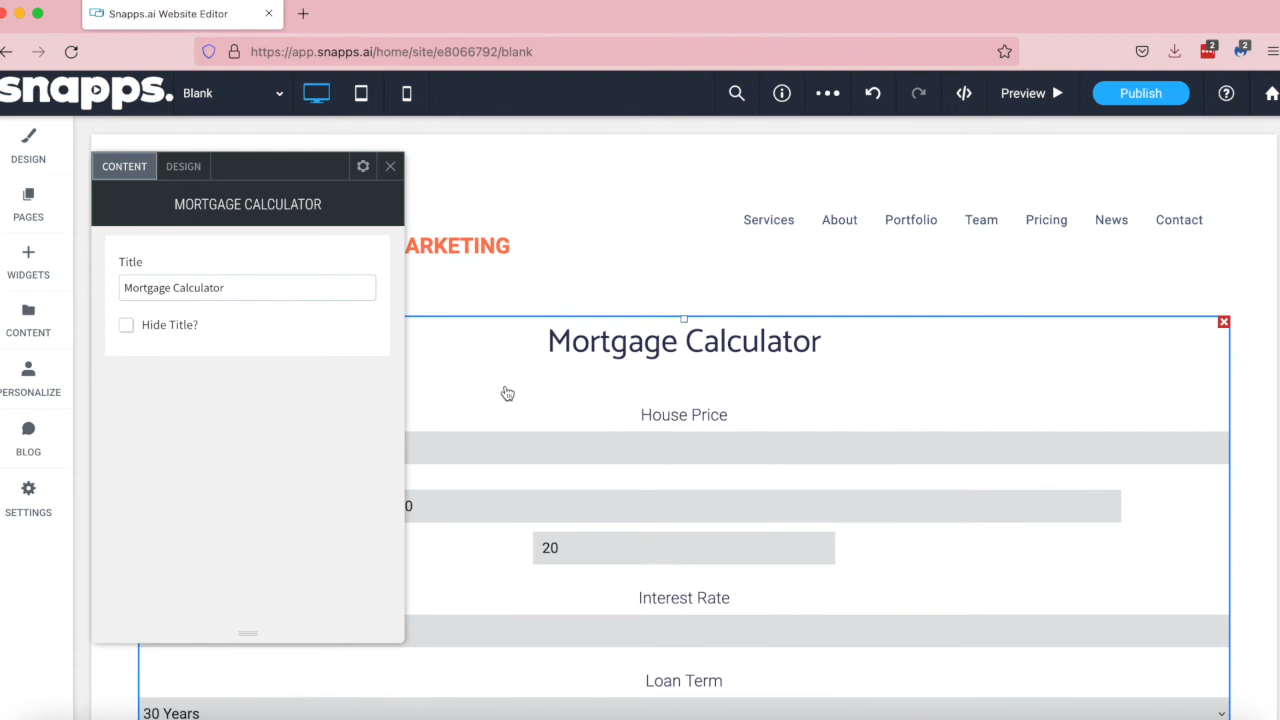 Snapps.ai Website Editor
https://app.snapps.ai/home/site/e8066792/blank
2
2
snapps.
Blank
Preview
Publish
DESIGN
PAGES
WIDGETS
CONTENT
PERSONALIZE
BLOG
SETTINGS
CONTENT
DESIGN
MORTGAGE CALCULATOR
Title
Mortgage Calculator
Hide Title?
Services
About
Portfolio
Team
Pricing
News
Contact
ARKETING
Mortgage Calculator
House Price
0
20
Interest Rate
Loan Term
30 Years